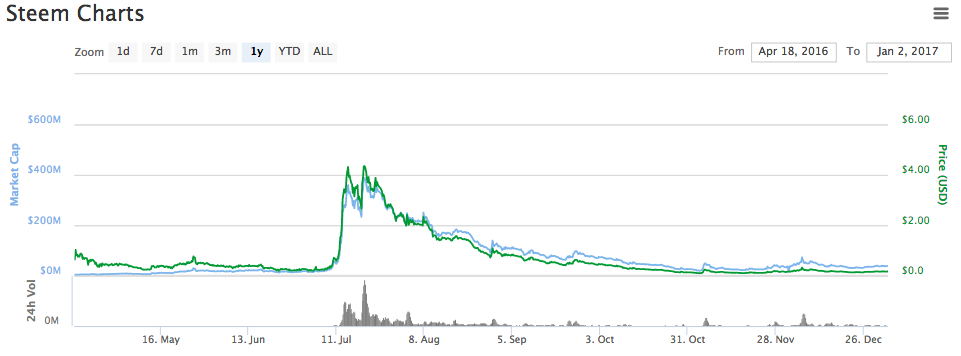 Steem Charts
Zoom 1d 7d 1m 3m 1y YTD ALL From Apr 18, 2016 To Jan 2, 2017
$600M $6.00
$400M $4.00
$200M $2.00
$0M $0.0
0M
Market Cap
24h Vol
Price (USD)
16. May 13. Jun 11. Jul 8. Aug 5. Sep 3. Oct 31. Oct 28. Nov 26. Dec